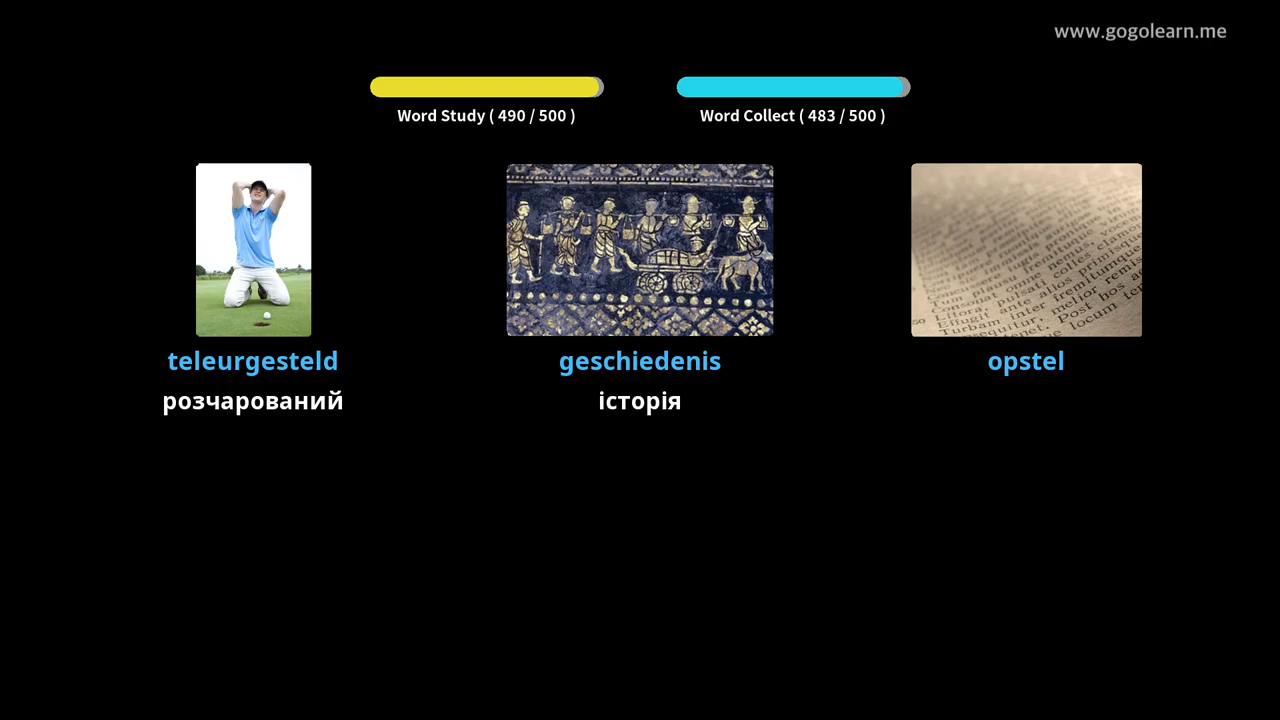 www.gogolearn.me
Word Study ( 490 / 500 )
Word Collect ( 483 / 500 )
teleurgesteld
geschiedenis
opstel
розчарований
історія